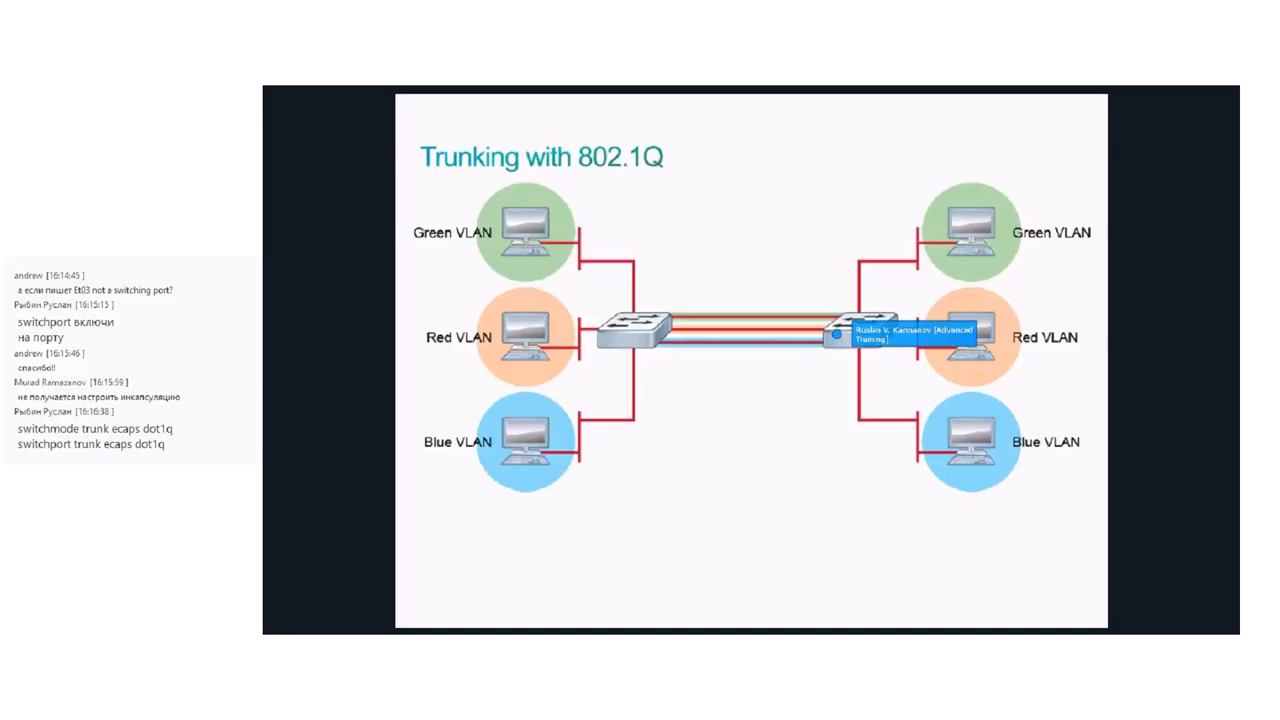 andrew [16:14:45 ]
а если пишет Et03 not a switching port?
Рыбин Руслан [16:15:15 ]
switchport включи
на порту
andrew [16:15:46 ]
спасибо!!
Murad Ramazanov [16:15:59 ]
не получается настроить инкапсуляцию
Рыбин Руслан [16:16:38 ]
switchmode trunk ecaps dot1q
switchport trunk ecaps dot1q
Trunking with 802.1Q
Green VLAN
Green VLAN
Red VLAN
Ruslan V. Karmanov [Advanced
Training]
Red VLAN
Blue VLAN
Blue VLAN